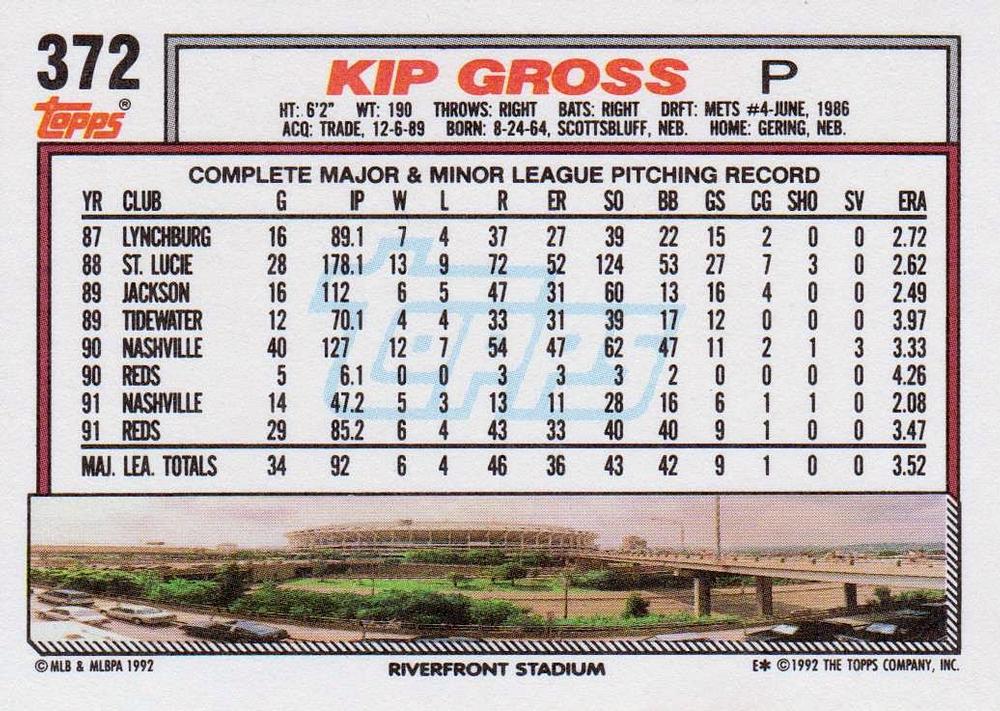 372
Topps®
KIP GROSS P
HT: 6'2" WT: 190 THROWS: RIGHT BATS: RIGHT DRFT: METS #4-JUNE, 1986
ACQ: TRADE, 12-6-89 BORN: 8-24-64, SCOTTSBLUFF, NEB. HOME: GERING, NEB.
COMPLETE MAJOR & MINOR LEAGUE PITCHING RECORD
YR CLUB G IP W L R ER SO BB GS CG SHO SV ERA
87 LYNCHBURG 16 89.1 7 4 37 27 39 22 15 2 0 0 2.72
88 ST. LUCIE 28 178.1 13 9 72 52 124 53 27 7 3 0 2.62
89 JACKSON 16 112 6 5 47 31 60 13 16 4 0 0 2.49
89 TIDEWATER 12 70.1 4 4 33 31 39 17 12 0 0 0 3.97
90 NASHVILLE 40 127 12 7 54 47 62 47 11 2 1 3 3.33
90 REDS 5 6.1 0 0 3 3 3 2 0 0 0 0 4.26
91 NASHVILLE 14 47.2 5 3 13 11 28 16 6 1 1 0 2.08
91 REDS 29 85.2 6 4 43 33 40 40 9 1 0 0 3.47
MAJ. LEA. TOTALS 34 92 6 4 46 36 43 42 9 1 0 0 3.52
Topps
© MLB & MLBPA 1992 RIVERFRONT STADIUM E* © 1992 THE TOPPS COMPANY, INC.